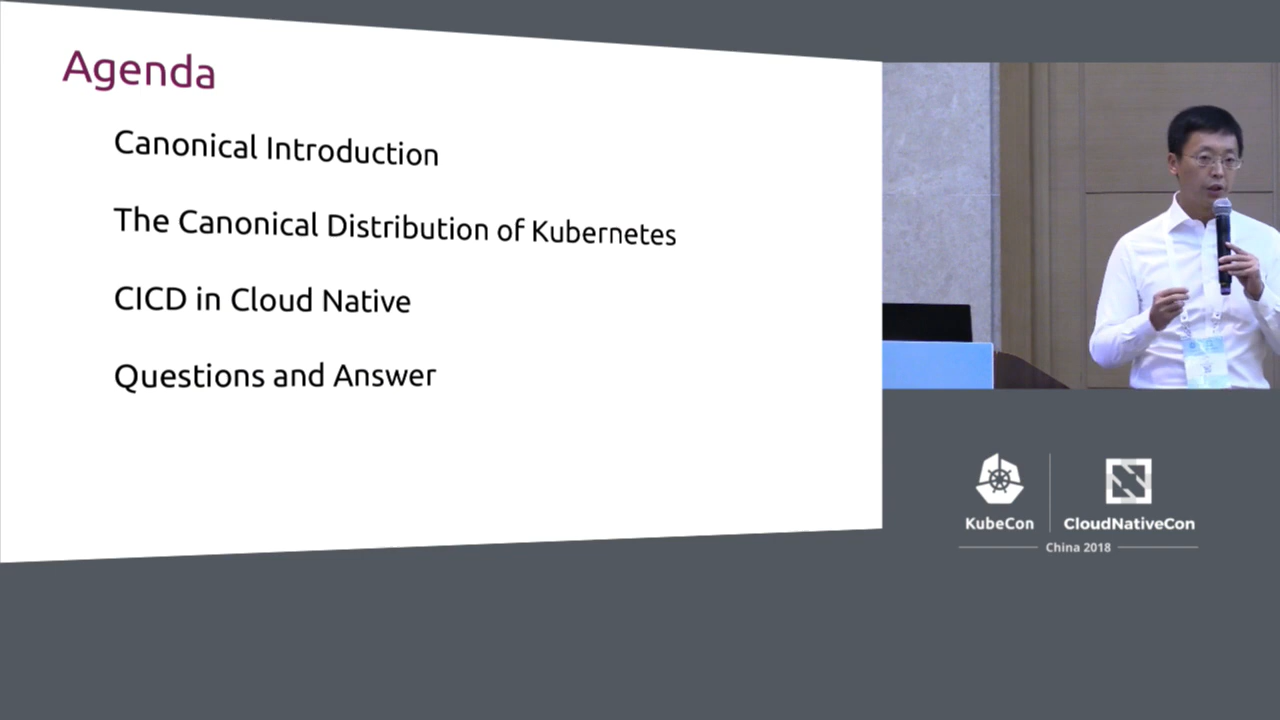 Agenda
Canonical Introduction
The Canonical Distribution of Kubernetes
CICD in Cloud Native
Questions and Answer
KubeCon
CloudNativeCon
China 2018